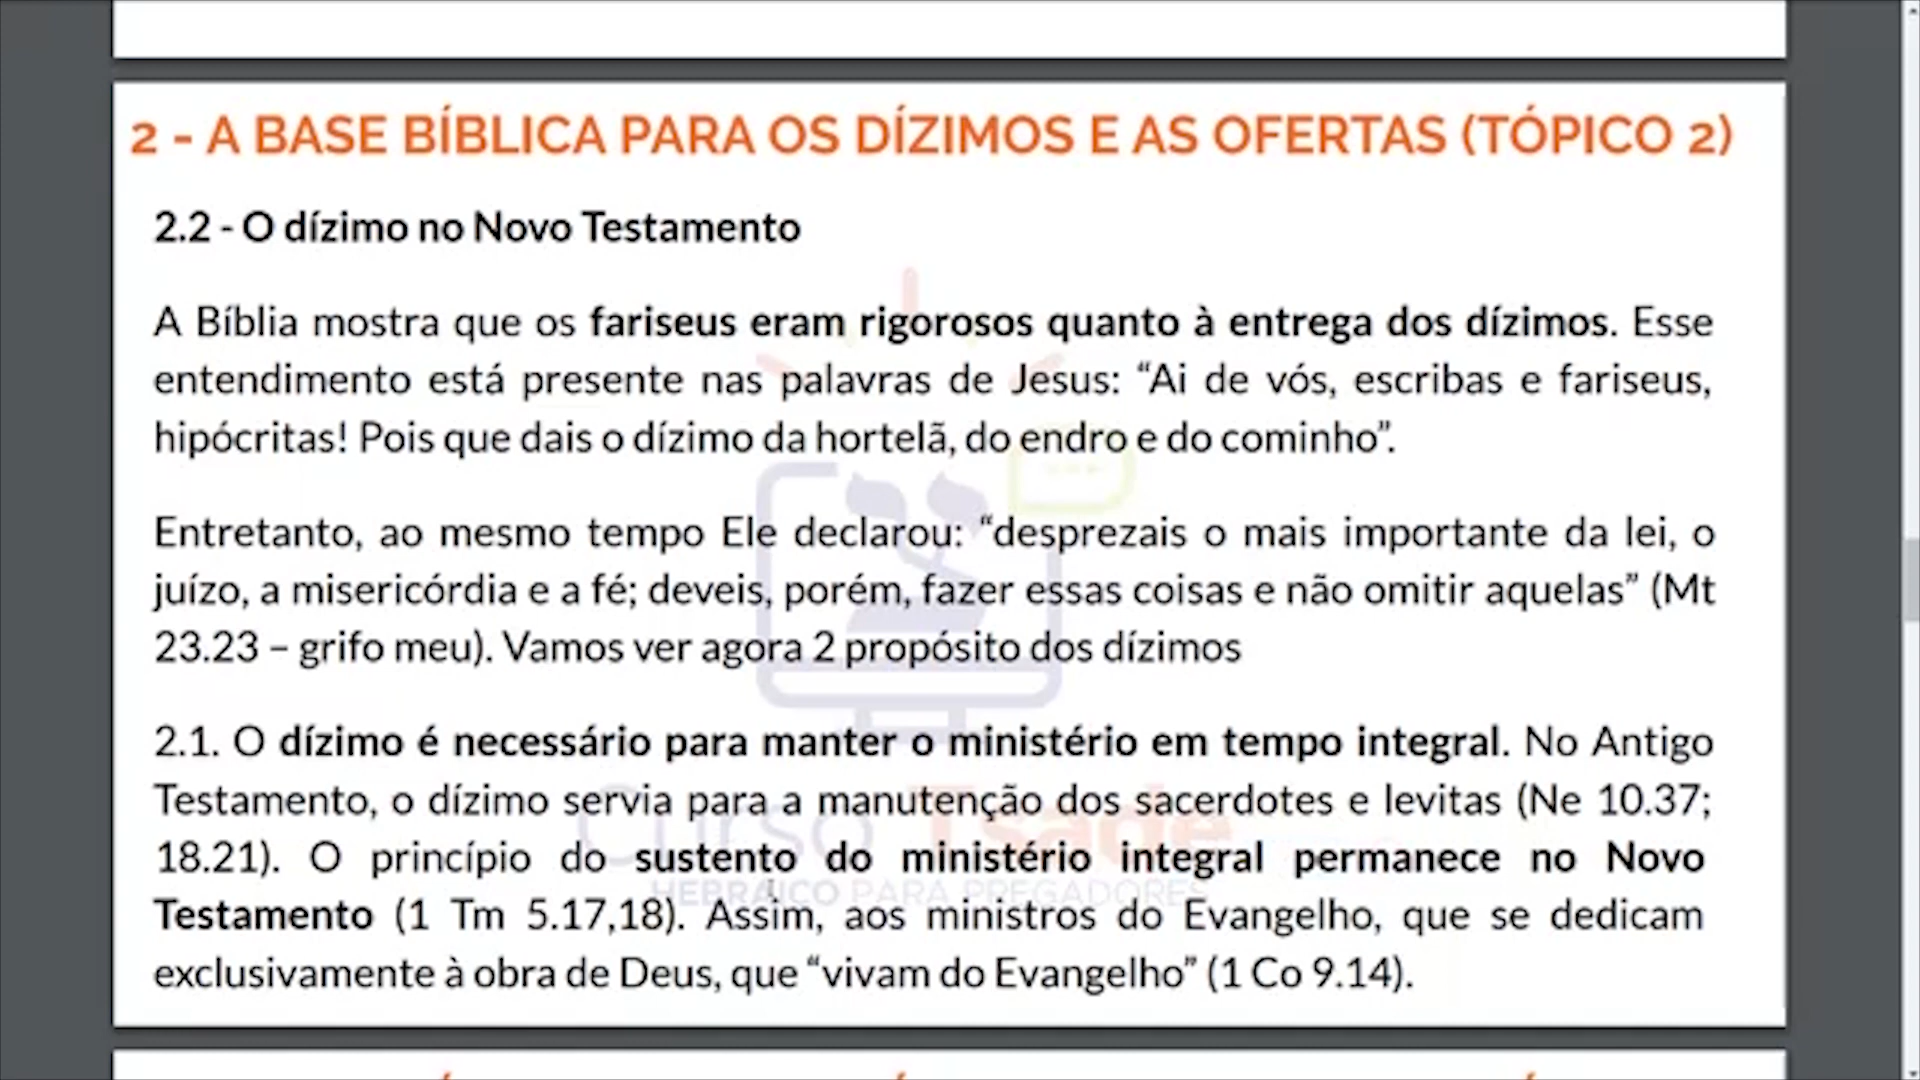 2 - A BASE BÍBLICA PARA OS DÍZIMOS E AS OFERTAS (TÓPICO 2)
2.2 - O dízimo no Novo Testamento
A Bíblia mostra que os fariseus eram rigorosos quanto à entrega dos dízimos. Esse
entendimento está presente nas palavras de Jesus: “Ai de vós, escribas e fariseus,
hipócritas! Pois que dais o dízimo da hortelã, do endro e do cominho”.
Entretanto, ao mesmo tempo Ele declarou: “desprezais o mais importante da lei, o
juízo, a misericórdia e a fé; deveis, porém, fazer essas coisas e não omitir aquelas” (Mt
23.23 – grifo meu). Vamos ver agora 2 propósito dos dízimos
2.1. O dízimo é necessário para manter o ministério em tempo integral. No Antigo
Testamento, o dízimo servia para a manutenção dos sacerdotes e levitas (Ne 10.37;
18.21). O princípio do sustento do ministério integral permanece no Novo
Testamento (1 Tm 5.17,18). Assim, aos ministros do Evangelho, que se dedicam
exclusivamente à obra de Deus, que “vivam do Evangelho” (1 Co 9.14).
Curso Tsade
HEBRAICO PARA PREGADORES